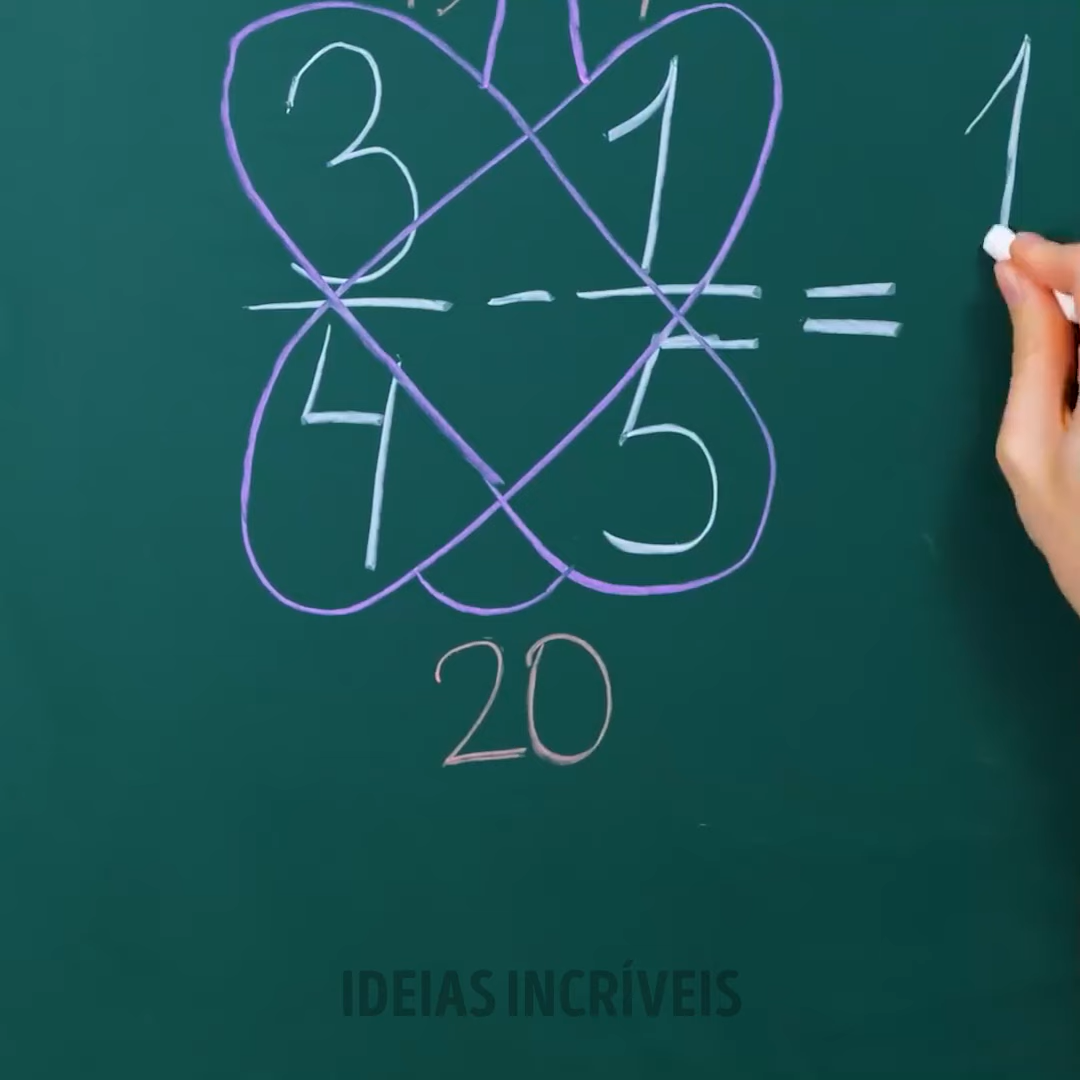 3 1 1
— - — =
4 5
20
IDEIAS INCRÍVEIS